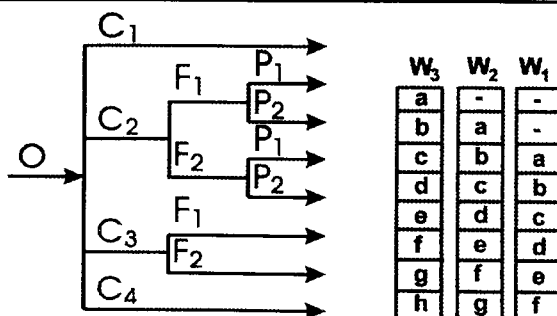 C1
F1
P1
P2
C2
P1
F2
P2
O
F1
C3
F2
C4
W3 W2 W1
a - -
b a -
c b a
d c b
e d c
f e d
g f e
h g f